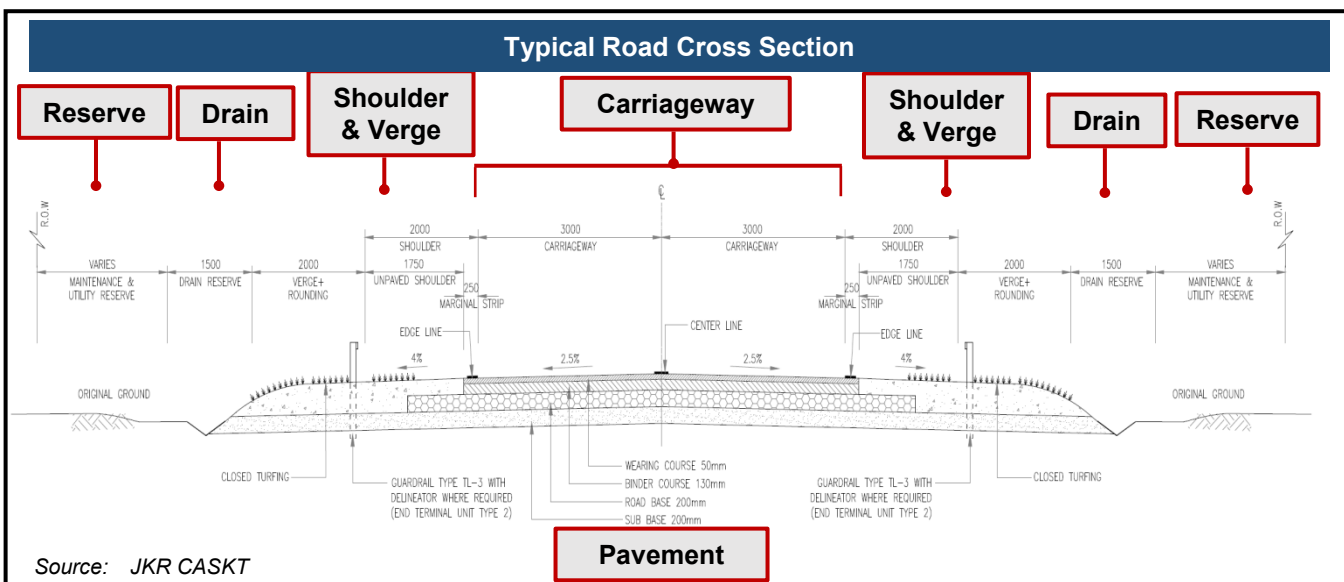 Typical Road Cross Section
Reserve
Drain
Shoulder
& Verge
Carriageway
Shoulder
& Verge
Drain
Reserve
R.O.W
℄
R.O.W
2000
SHOULDER
3000
CARRIAGEWAY
3000
CARRIAGEWAY
2000
SHOULDER
VARIES
MAINTENANCE &
UTILITY RESERVE
1500
DRAIN RESERVE
2000
VERGE+
ROUNDING
1750
UNPAVED SHOULDER
250
MARGINAL STRIP
1750
UNPAVED SHOULDER
250
MARGINAL STRIP
2000
VERGE+
ROUNDING
1500
DRAIN RESERVE
VARIES
MAINTENANCE &
UTILITY RESERVE
EDGE LINE
CENTER LINE
EDGE LINE
4%
2.5%
2.5%
4%
ORIGINAL GROUND
ORIGINAL GROUND
CLOSED TURFING
GUARDRAIL TYPE TL-3 WITH
DELINEATOR WHERE REQUIRED
(END TERMINAL UNIT TYPE 2)
WEARING COURSE 50mm
BINDER COURSE 130mm
ROAD BASE 200mm
SUB BASE 200mm
GUARDRAIL TYPE TL-3 WITH
DELINEATOR WHERE REQUIRED
(END TERMINAL UNIT TYPE 2)
CLOSED TURFING
Pavement
Source: JKR CASKT